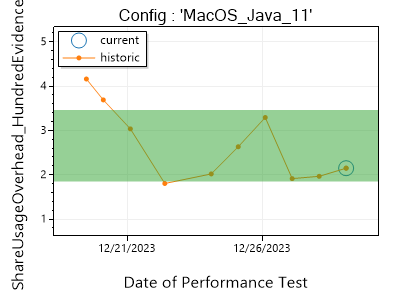 Config : 'MacOS_Java_11'
ShareUsageOverhead_HundredEvidence
current
historic
5
4
3
2
1
12/21/2023
12/26/2023
Date of Performance Test